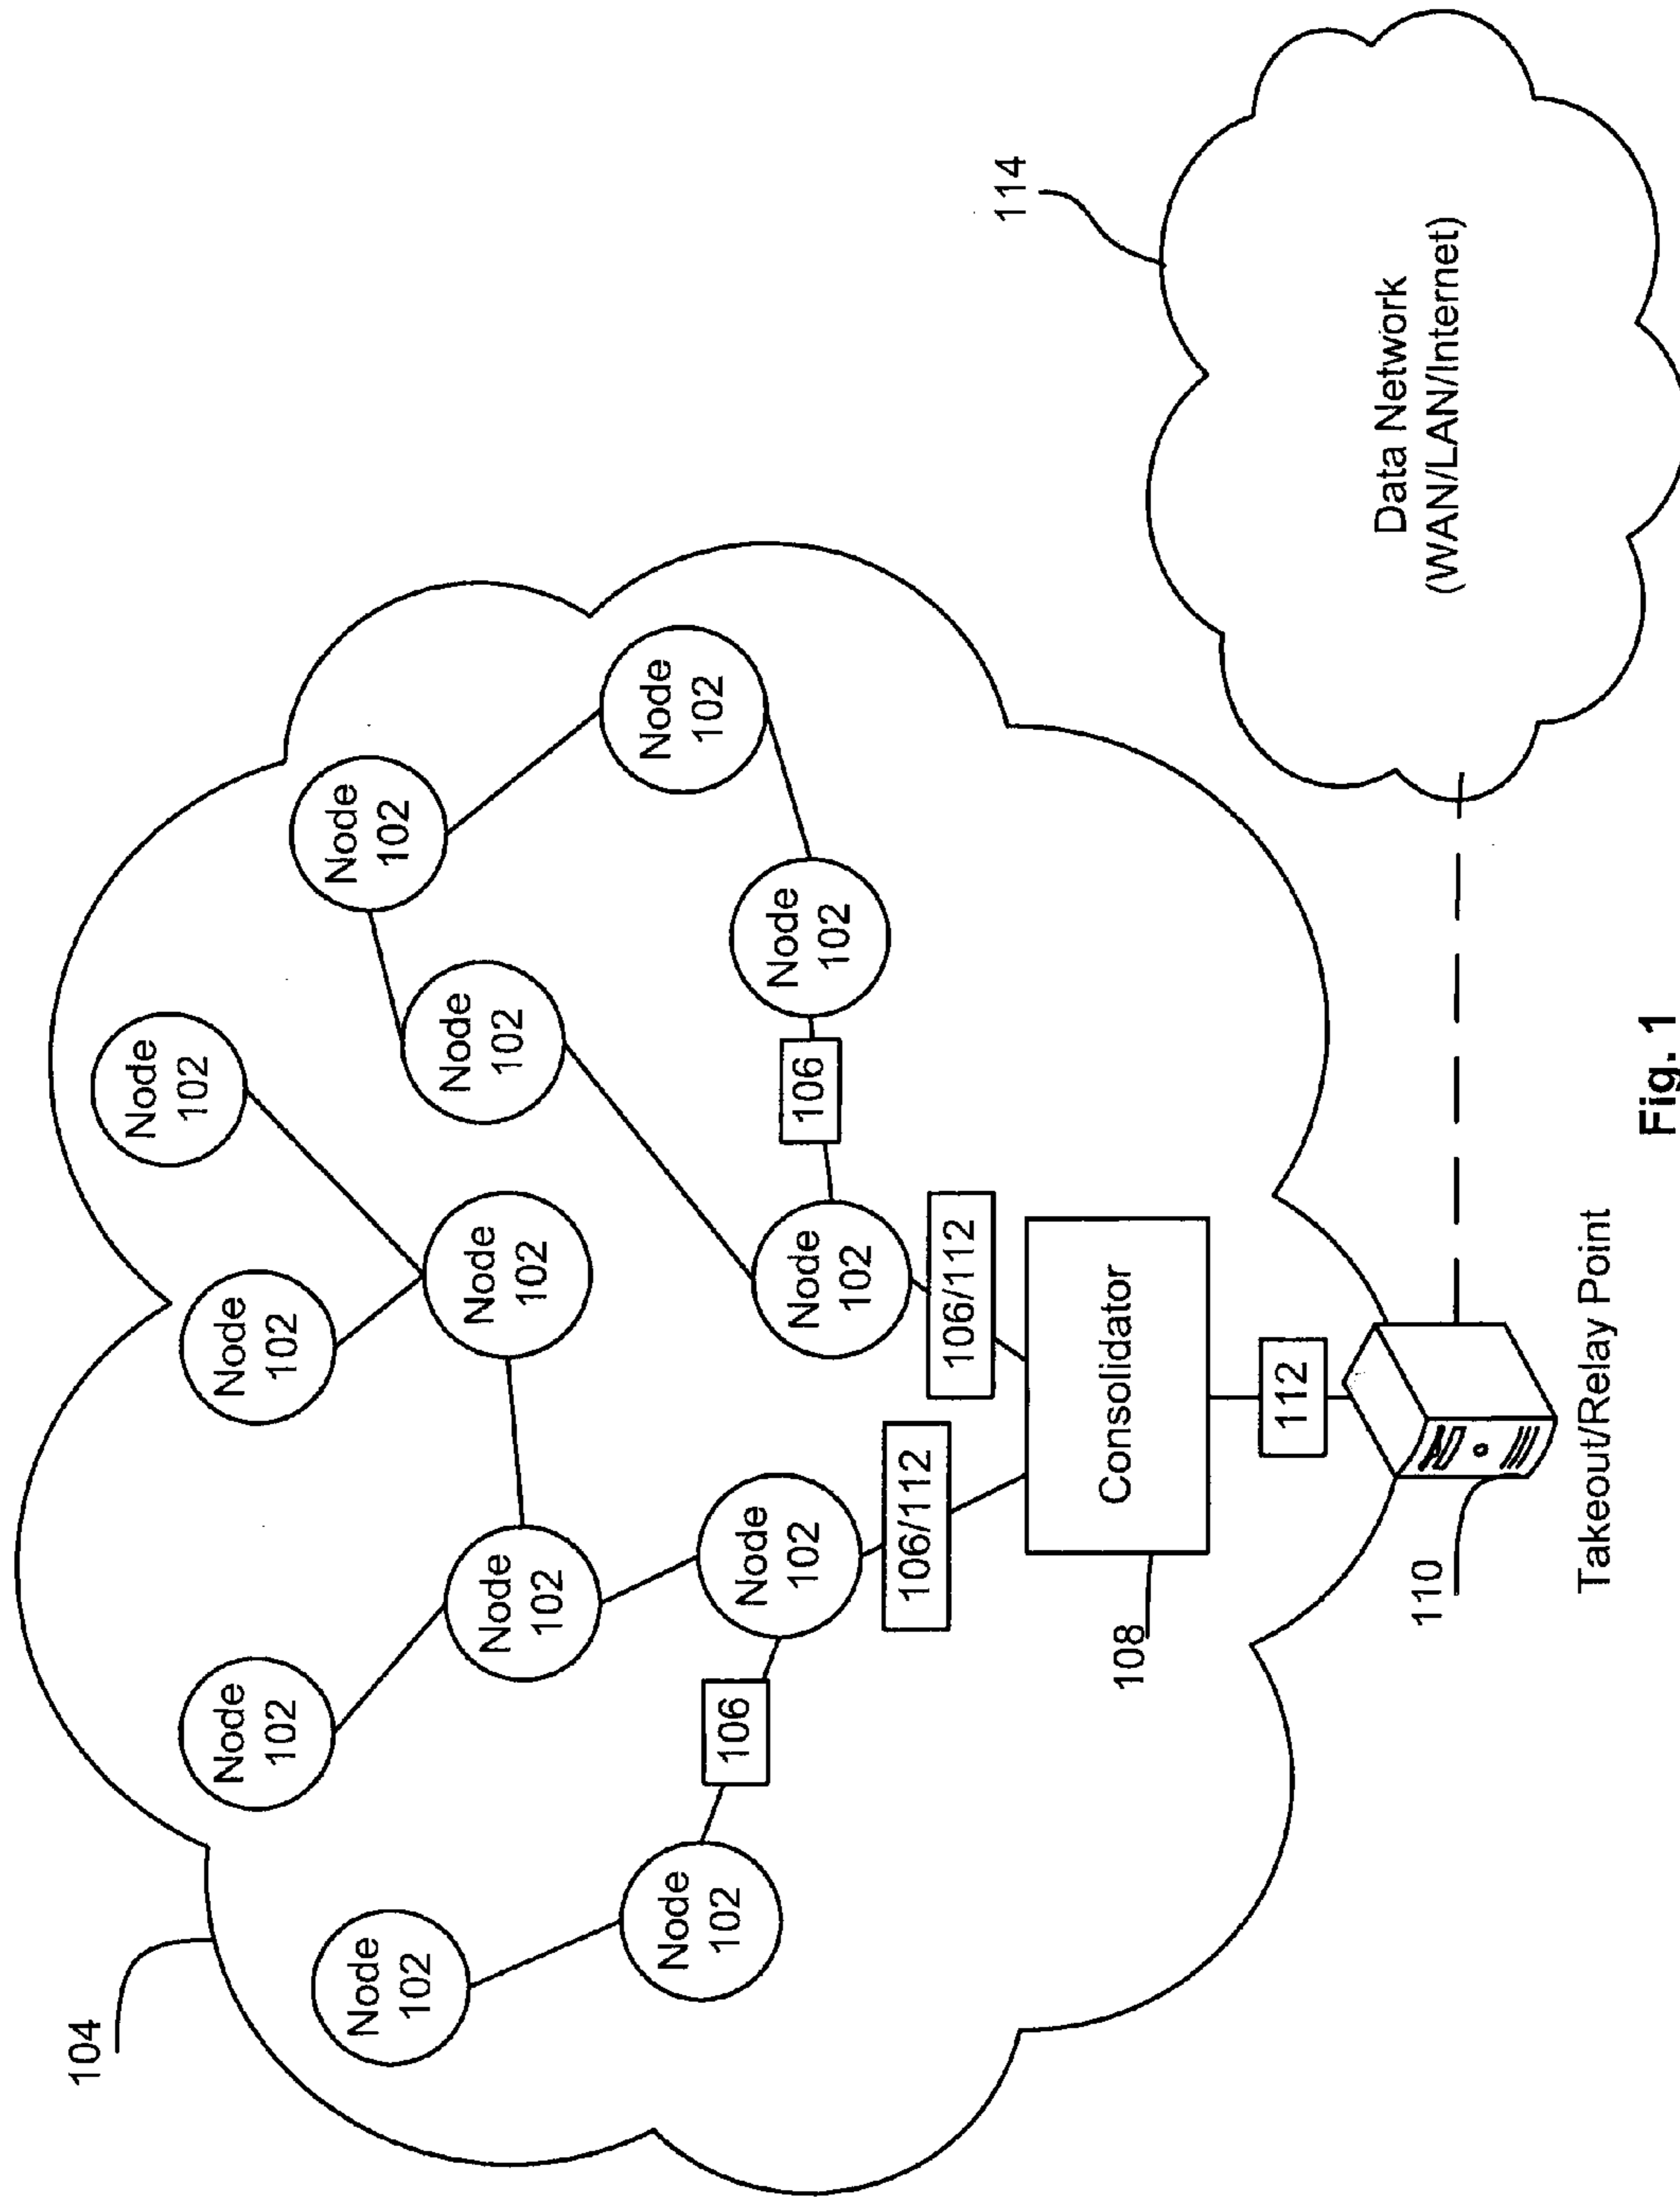 104
Node
102
Node
102
Node
102
Node
102
Node
102
Node
102
Node
102
Node
102
Node
102
Node
102
106
Node
102
106
Node
102
Node
102
106/112
106/112
114
Consolidator
108
112
Data Network
(WAN/LAN/Internet)
110
Takeout/Relay Point
Fig. 1